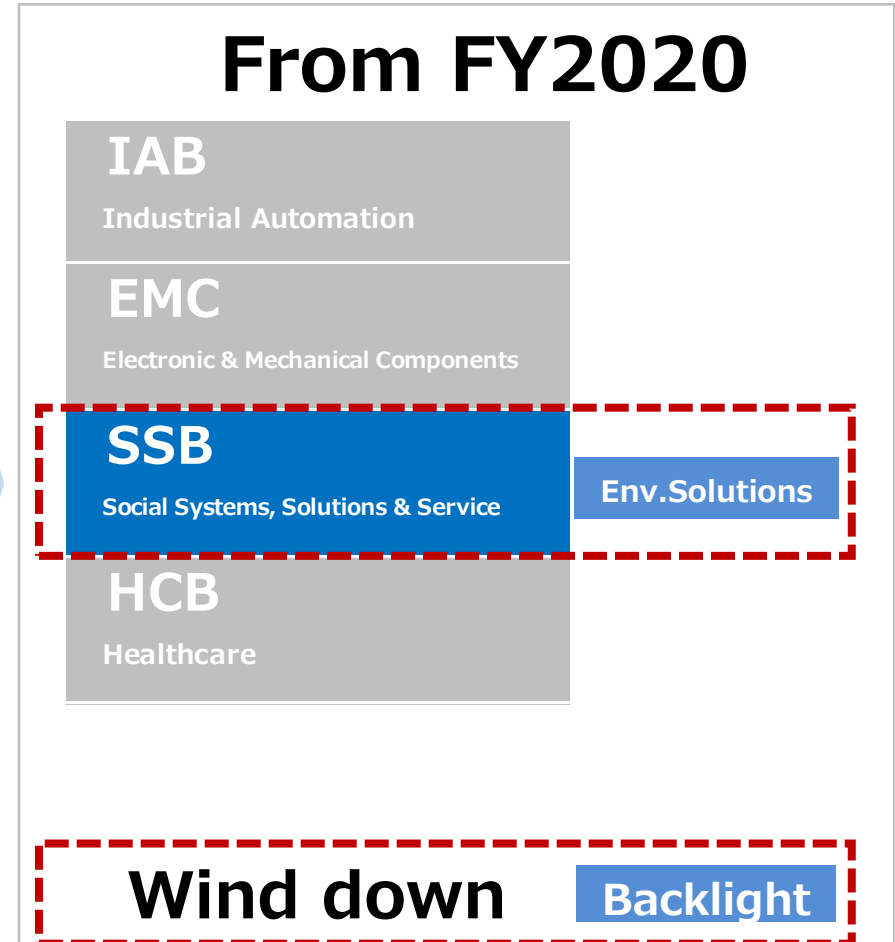 From FY2020
IAB
Industrial Automation
EMC
Electronic & Mechanical Components
SSB
Social Systems, Solutions & Service
Env.Solutions
HCB
Healthcare
Wind down
Backlight